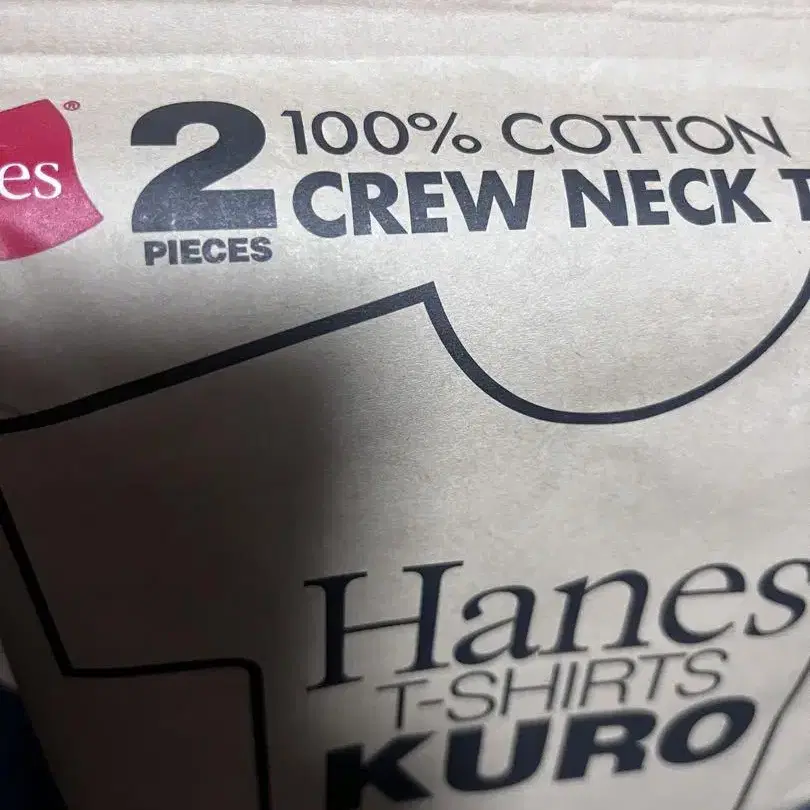 es®
2 PIECES
100% COTTON
CREW NECK T
Hanes
T-SHIRTS
KURO